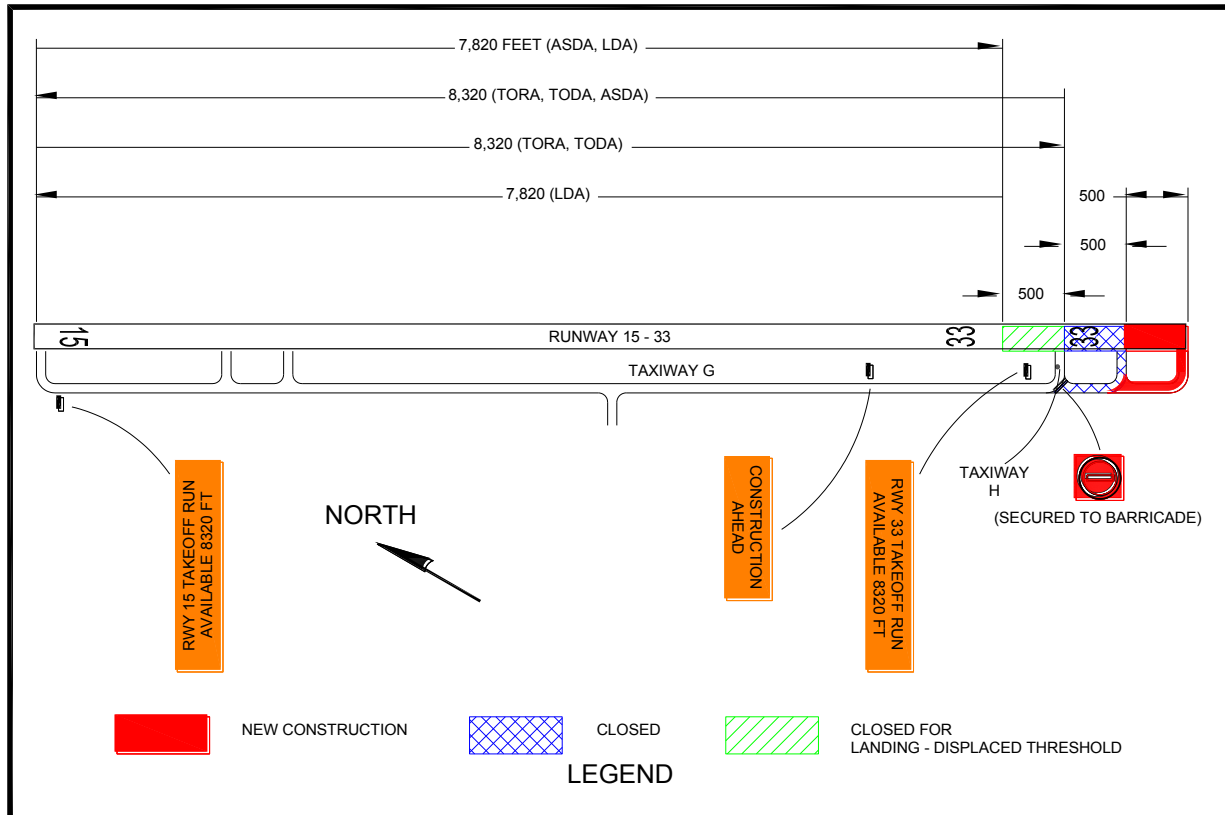 7,820 FEET (ASDA, LDA)
8,320 (TORA, TODA, ASDA)
8,320 (TORA, TODA)
7,820 (LDA)
500
500
500
15
RUNWAY 15 - 33
33
33
TAXIWAY G
RWY 15 TAKEOFF RUN
AVAILABLE 8320 FT
CONSTRUCTION
AHEAD
RWY 33 TAKEOFF RUN
AVAILABLE 8320 FT
TAXIWAY
H
(SECURED TO BARRICADE)
NORTH
NEW CONSTRUCTION
CLOSED
CLOSED FOR
LANDING - DISPLACED THRESHOLD
LEGEND